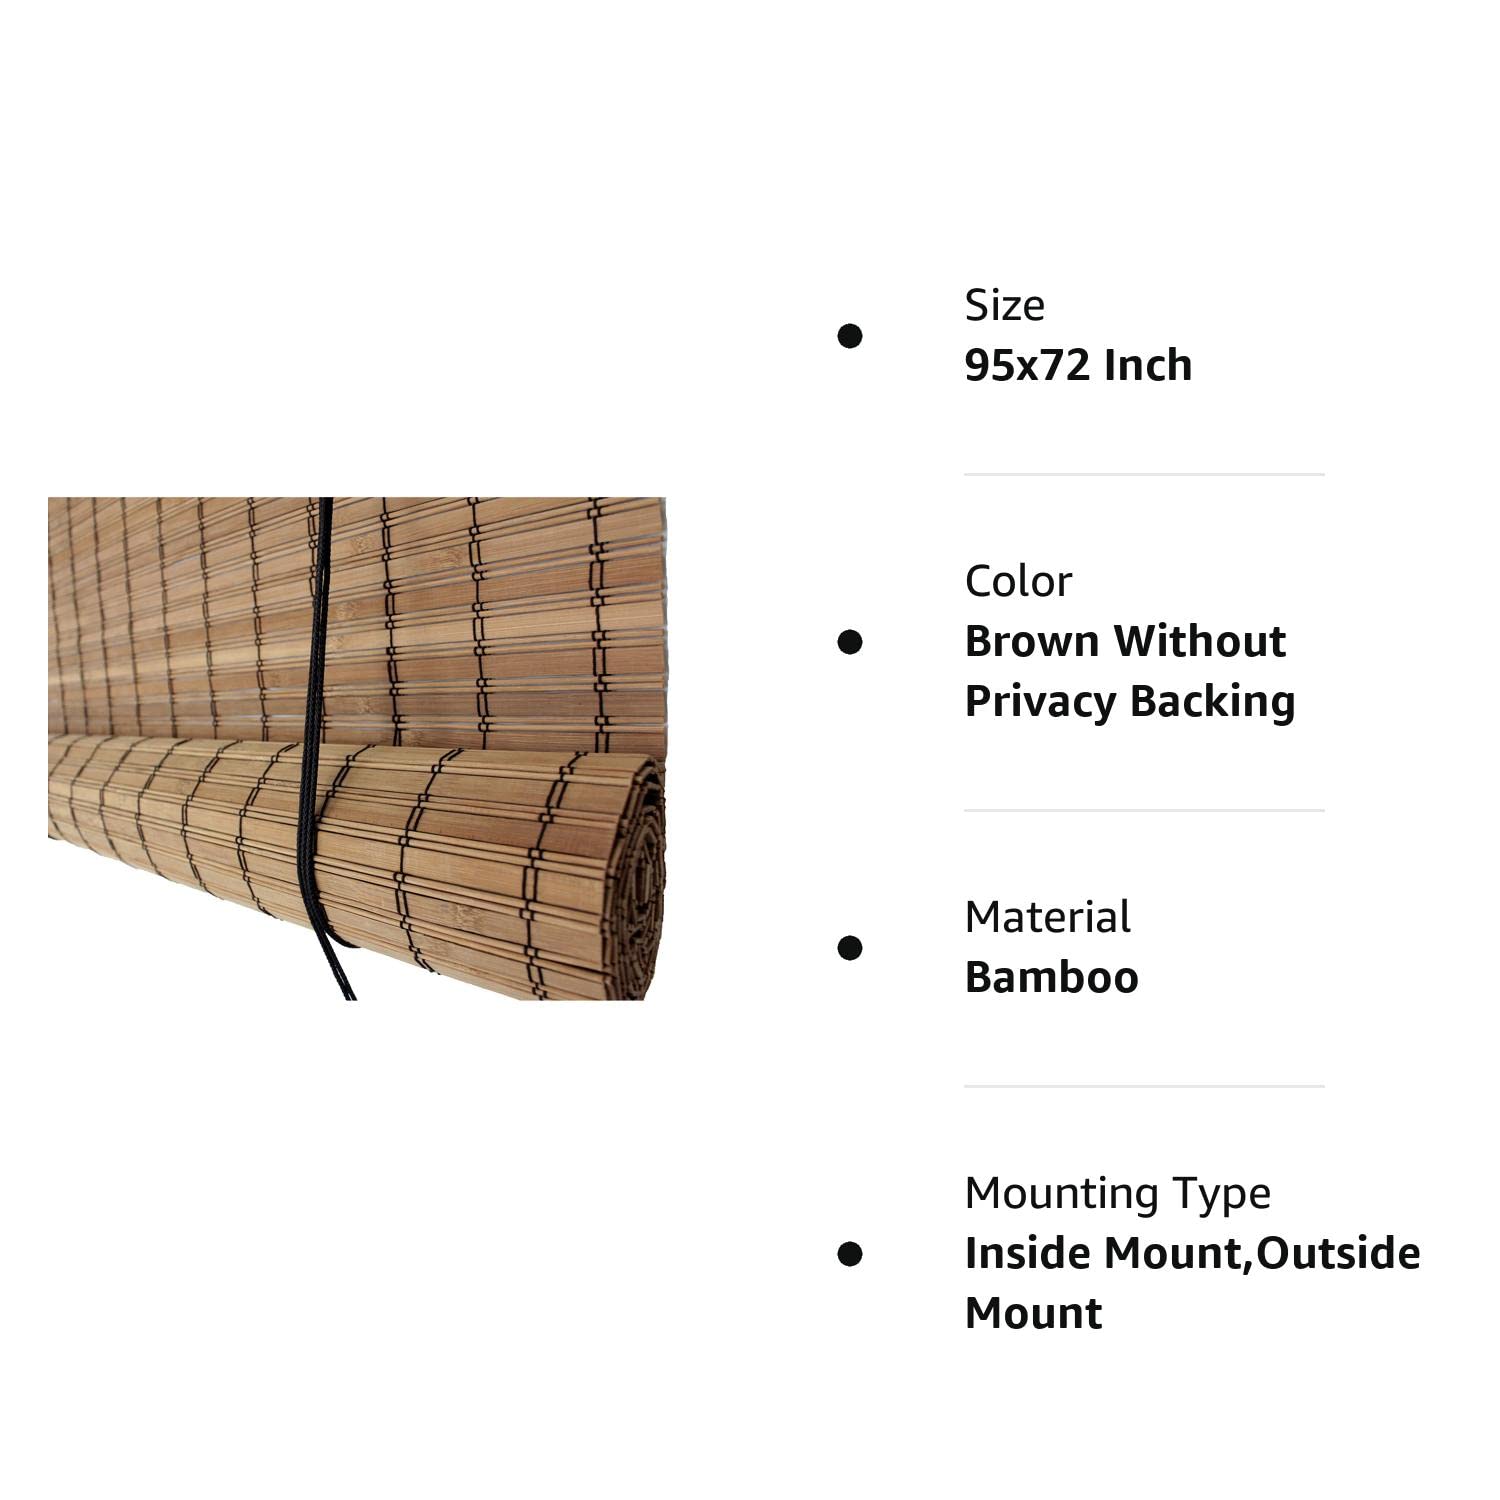 Size
95x72 Inch
Color
Brown Without
Privacy Backing
Material
Bamboo
Mounting Type
Inside Mount,Outside
Mount